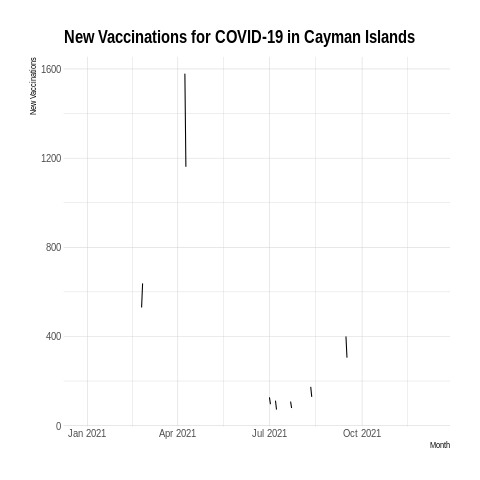 New Vaccinations for COVID-19 in Cayman Islands
New Vaccinations
1600
1200
800
400
0
Jan 2021 Apr 2021 Jul 2021 Oct 2021
Month